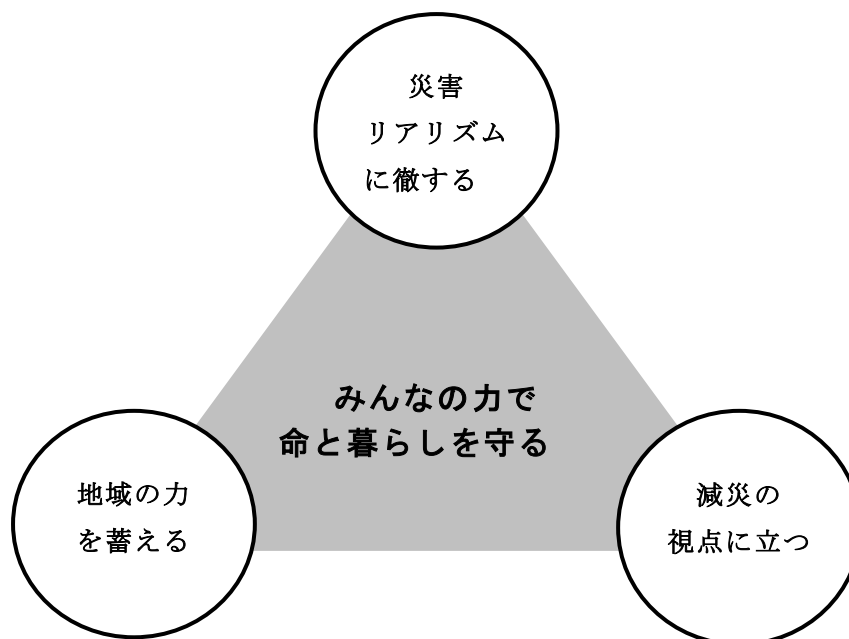 災害
リアリズム
に徹する
みんなの力で
命と暮らしを守る
地域の力
を蓄える
減災の
視点に立つ